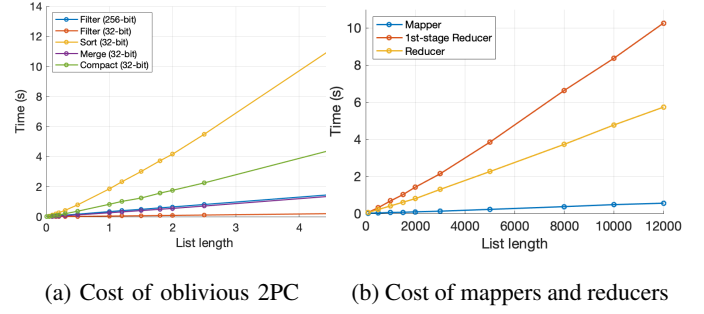 14
12
10
8
6
4
2
0
Time (s)
Filter (256-bit)
Filter (32-bit)
Sort (32-bit)
Merge (32-bit)
Compact (32-bit)
0 1 2 3 4
List length
(a) Cost of oblivious 2PC
10
8
6
4
2
0
Time (s)
Mapper
1st-stage Reducer
Reducer
0 2000 4000 6000 8000 10000 12000
List length
(b) Cost of mappers and reducers